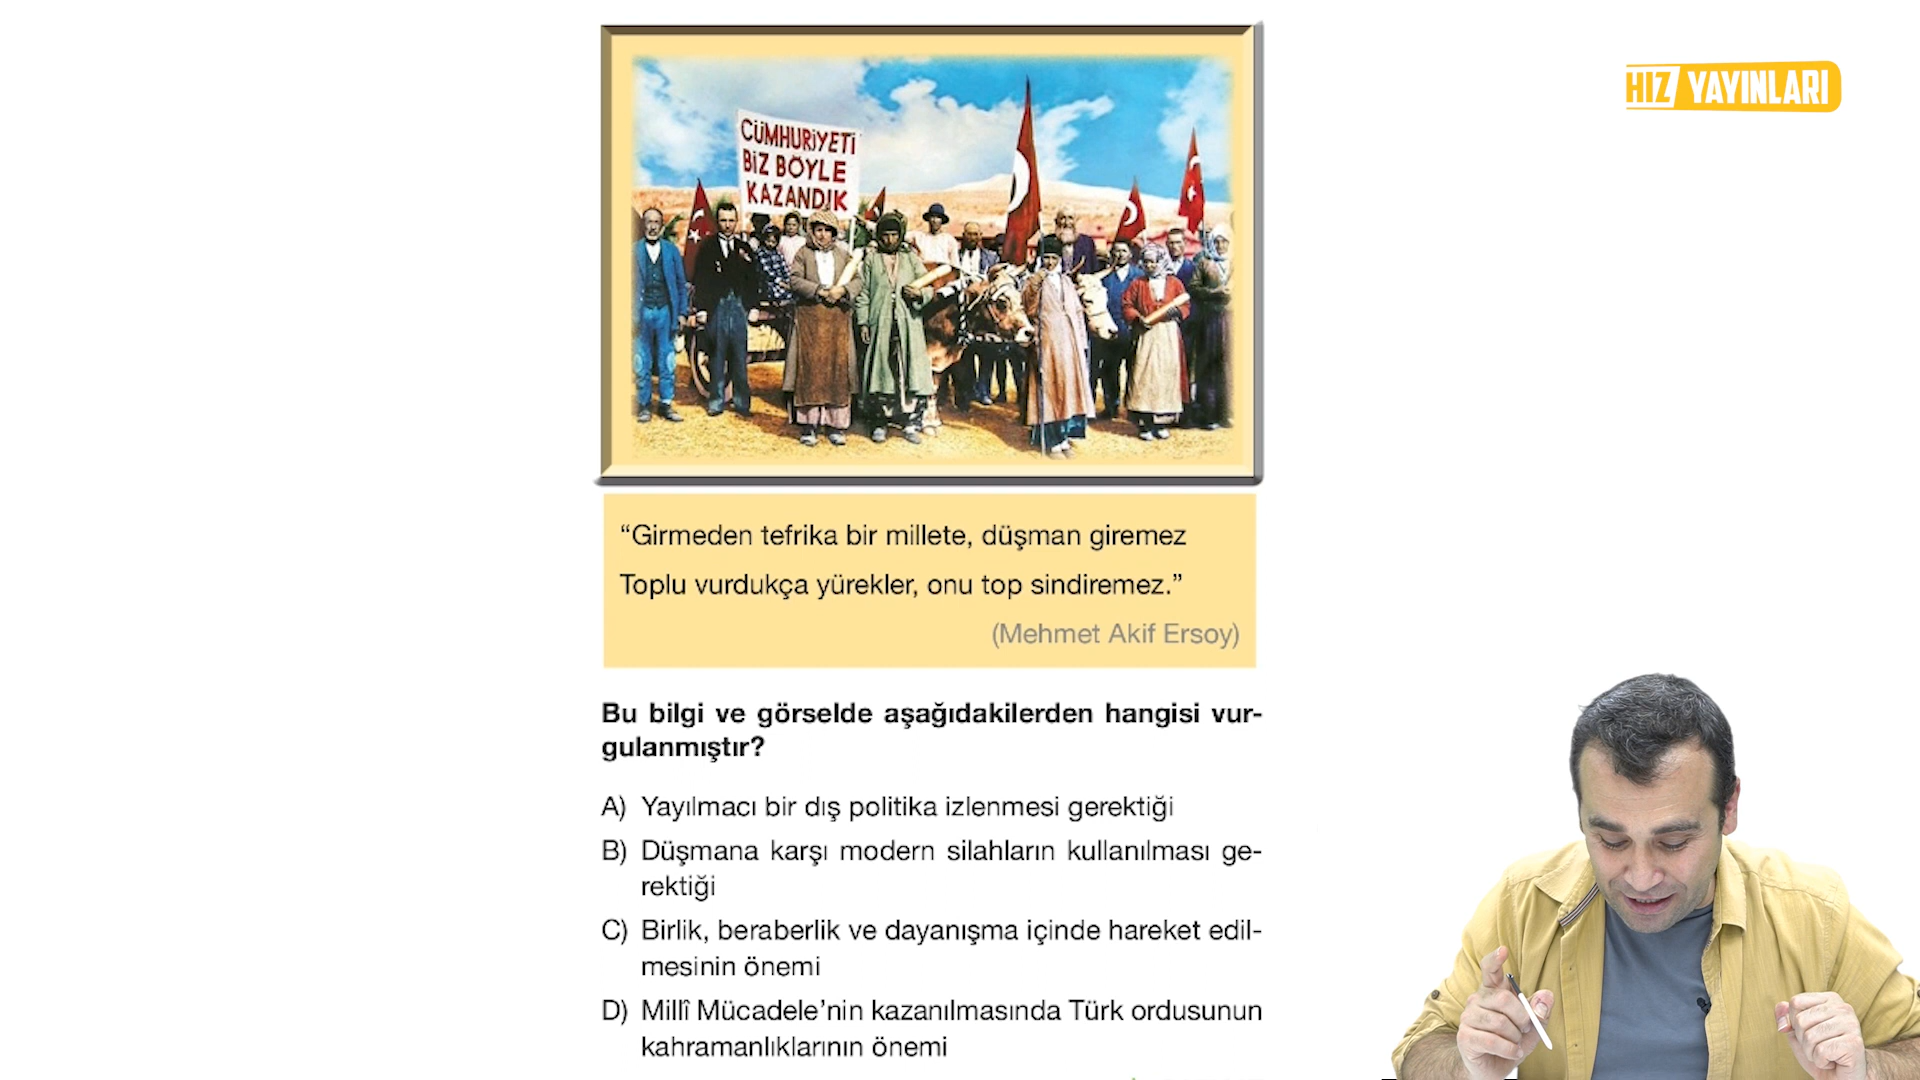 HIZ YAYINLARI
CÜMHURİYETİ
BİZ BÖYLE
KAZANDIK
“Girmeden tefrika bir millete, düşman giremez
Toplu vurdukça yürekler, onu top sindiremez.”
(Mehmet Akif Ersoy)
Bu bilgi ve görselde aşağıdakilerden hangisi vur-
gulanmıştır?
A) Yayılmacı bir dış politika izlenmesi gerektiği
B) Düşmana karşı modern silahların kullanılması ge-
rektiği
C) Birlik, beraberlik ve dayanışma içinde hareket edil-
mesinin önemi
D) Millî Mücadele’nin kazanılmasında Türk ordusunun
kahramanlıklarının önemi